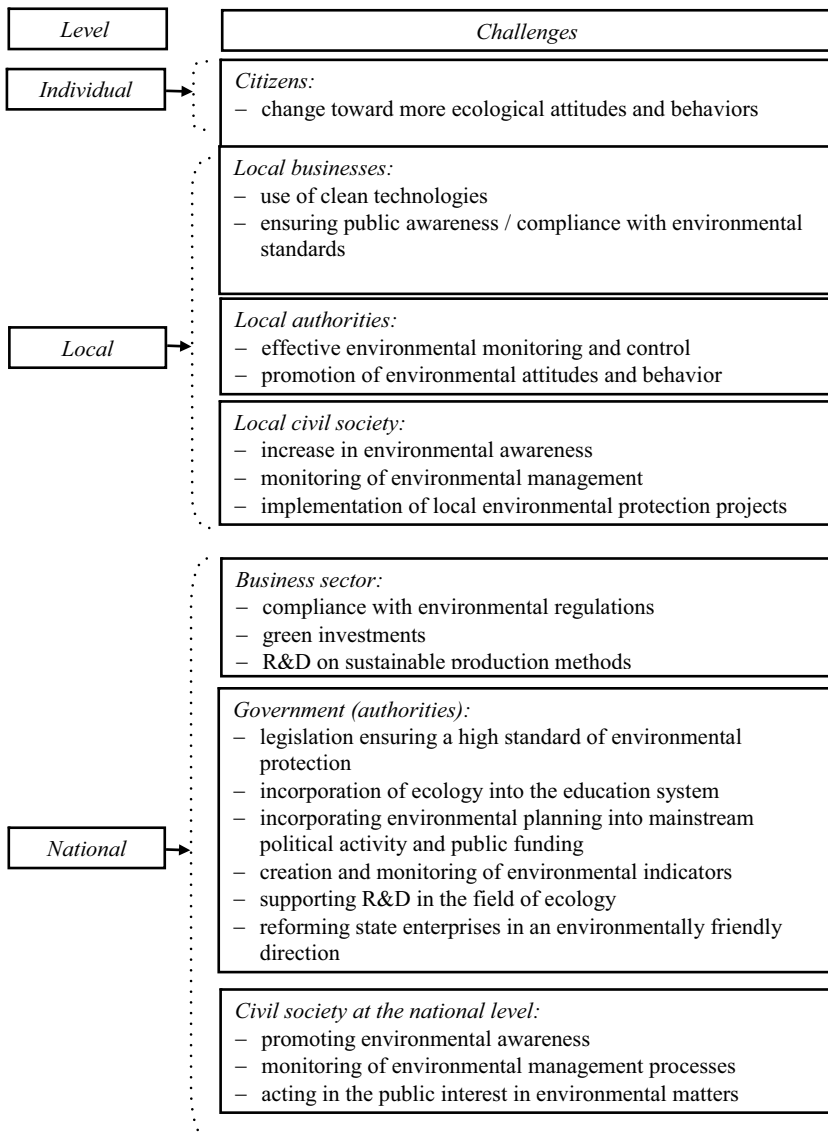 Level
Challenges
Individual
Citizens:
– change toward more ecological attitudes and behaviors
Local
Local businesses:
– use of clean technologies
– ensuring public awareness / compliance with environmental
standards
Local authorities:
– effective environmental monitoring and control
– promotion of environmental attitudes and behavior
Local civil society:
– increase in environmental awareness
– monitoring of environmental management
– implementation of local environmental protection projects
National
Business sector:
– compliance with environmental regulations
– green investments
– R&D on sustainable production methods
Government (authorities):
– legislation ensuring a high standard of environmental
protection
– incorporation of ecology into the education system
– incorporating environmental planning into mainstream
political activity and public funding
– creation and monitoring of environmental indicators
– supporting R&D in the field of ecology
– reforming state enterprises in an environmentally friendly
direction
Civil society at the national level:
– promoting environmental awareness
– monitoring of environmental management processes
– acting in the public interest in environmental matters